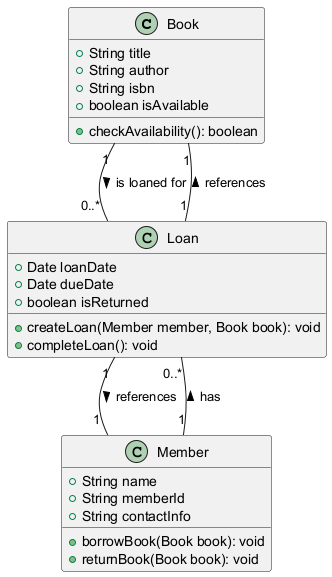 C Book
String title
String author
String isbn
boolean isAvailable
checkAvailability(): boolean
1 1
is loaned for references
0..* 1
C Loan
Date loanDate
Date dueDate
boolean isReturned
createLoan(Member member, Book book): void
completeLoan(): void
1 0..*
references has
1 1
C Member
String name
String memberId
String contactInfo
borrowBook(Book book): void
returnBook(Book book): void